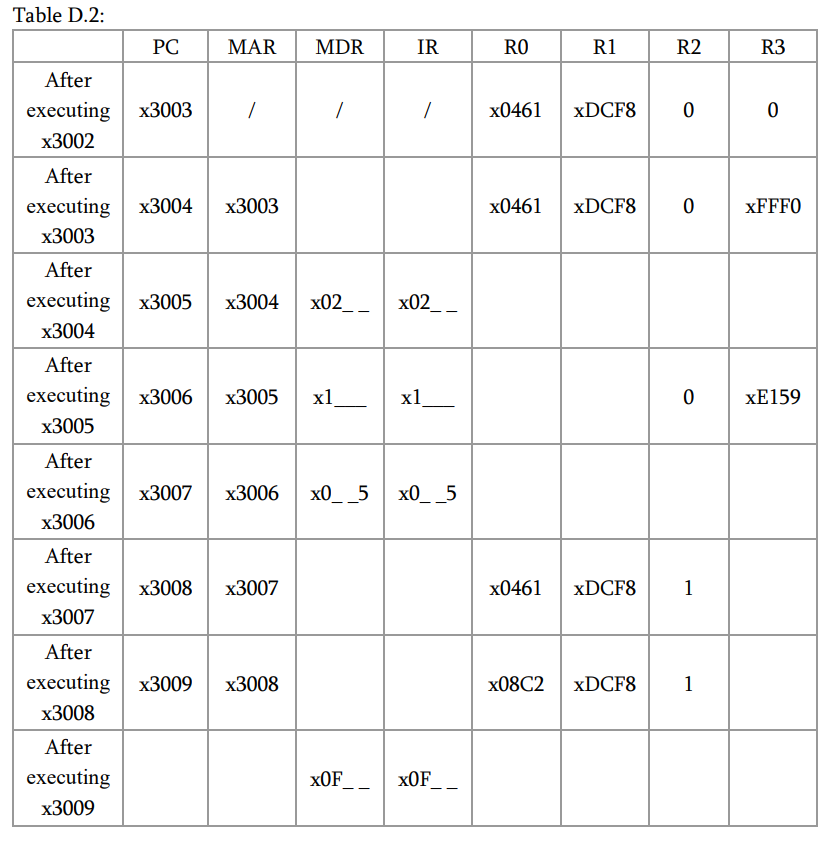 Table D.2:
PC MAR MDR IR R0 R1 R2 R3
After executing x3002 x3003 / / / x0461 xDCF8 0 0
After executing x3003 x3004 x3003 x0461 xDCF8 0 xFFF0
After executing x3004 x3005 x3004 x02_ _ x02_ _
After executing x3005 x3006 x3005 x1___ x1___ 0 xE159
After executing x3006 x3007 x3006 x0_ _5 x0_ _5
After executing x3007 x3008 x3007 x0461 xDCF8 1
After executing x3008 x3009 x3008 x08C2 xDCF8 1
After executing x3009 x0F_ _ x0F_ _